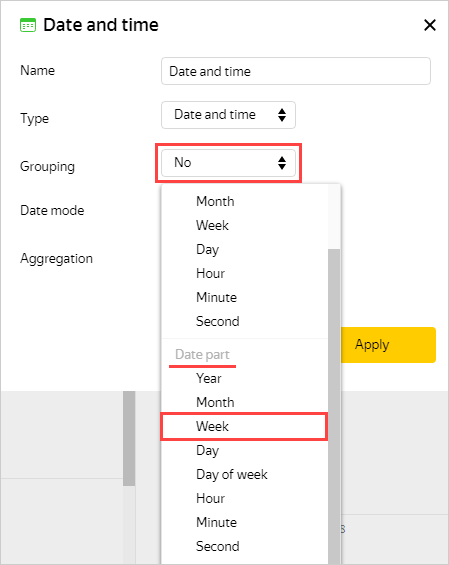 Date and time
Name
Date and time
Type
Date and time
Grouping
No
Date mode
Aggregation
Month
Week
Day
Hour
Minute
Second
Apply
Date part
Year
Month
Week
Day
Day of week
Hour
Minute
Second